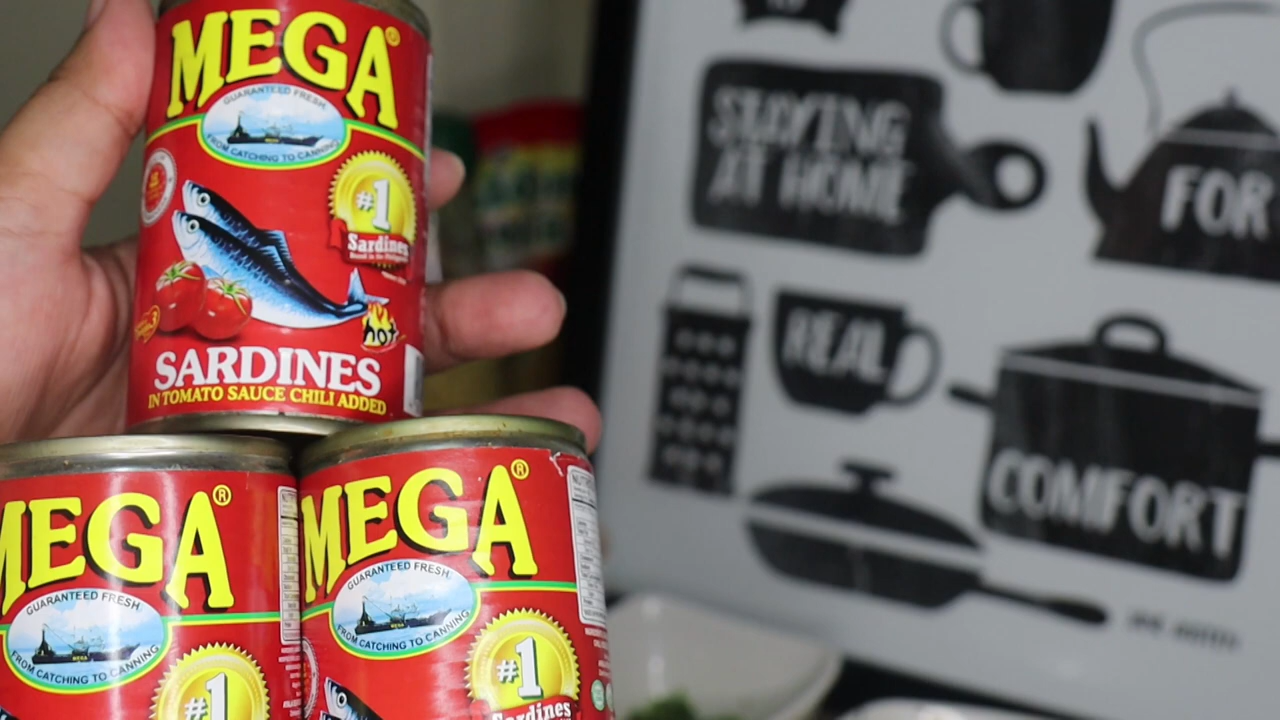 MEGA®
GUARANTEED FRESH
FROM CATCHING TO CANNING
#1
Sardines
hot
SARDINES
IN TOMATO SAUCE CHILI ADDED
MEGA®
GUARANTEED FRESH
FROM CATCHING TO CANNING
#1
MEGA®
GUARANTEED FRESH
FROM CATCHING TO CANNING
#1
Sardines
STAYING
AT HOME
FOR
REAL
COMFORT